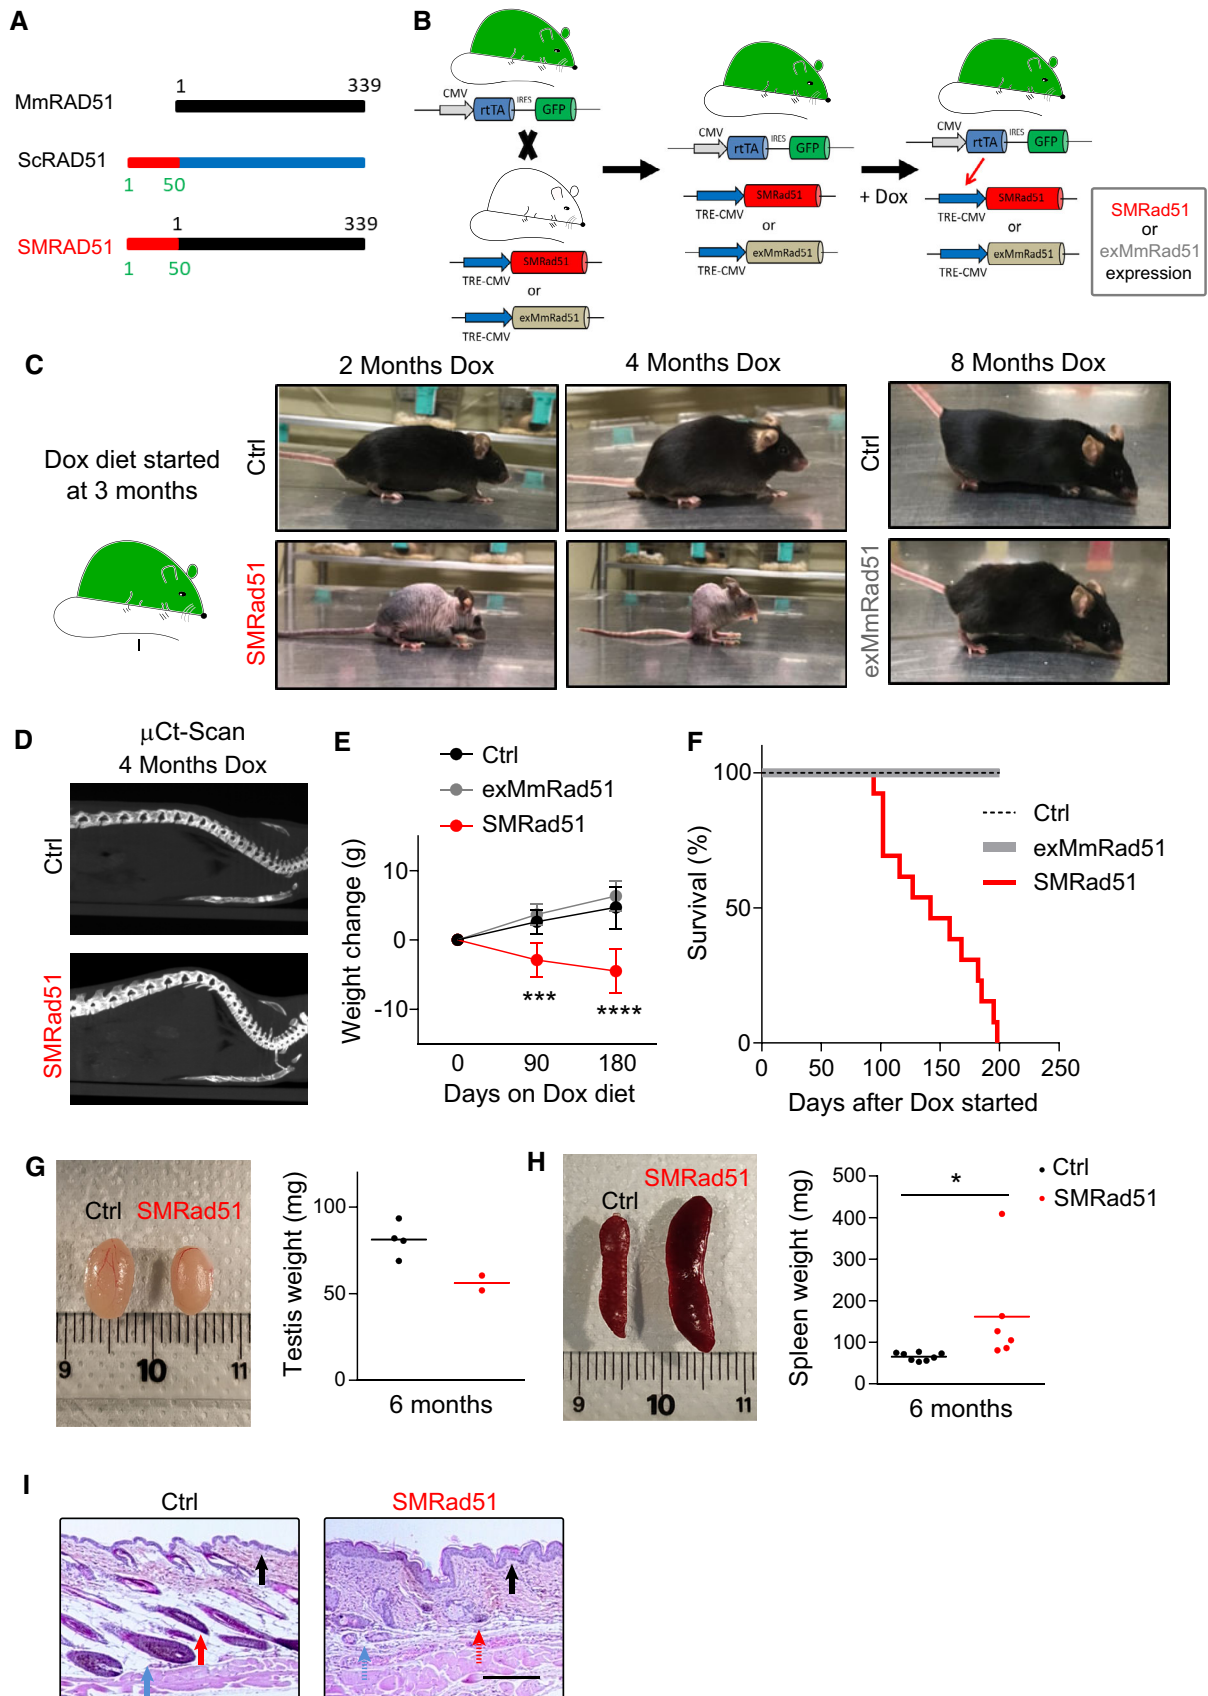 A
MmRAD51
1
339
ScRAD51
1
50
SMRAD51
1
339
1
50
B
CMV
rtTA
IRES
GFP
X
SMRad51
TRE-CMV
or
exMmRad51
TRE-CMV
CMV
rtTA
IRES
GFP
SMRad51
TRE-CMV
or
exMmRad51
TRE-CMV
+ Dox
CMV
rtTA
IRES
GFP
SMRad51
TRE-CMV
or
exMmRad51
TRE-CMV
SMRad51
or
exMmRad51
expression
C
2 Months Dox
4 Months Dox
8 Months Dox
Dox diet started
at 3 months
Ctrl
SMRad51
Ctrl
exMmRad51
D
μCt-Scan
4 Months Dox
Ctrl
SMRad51
E
Ctrl
exMmRad51
SMRad51
Weight change (g)
10
0
-10
***
****
0
90
180
Days on Dox diet
F
Survival (%)
100
50
0
Ctrl
exMmRad51
SMRad51
0
50
100
150
200
250
Days after Dox started
G
Ctrl
SMRad51
9
10
11
Testis weight (mg)
100
50
0
6 months
H
SMRad51
Ctrl
9
10
11
Spleen weight (mg)
500
400
300
200
100
0
*
Ctrl
SMRad51
6 months
I
Ctrl
SMRad51